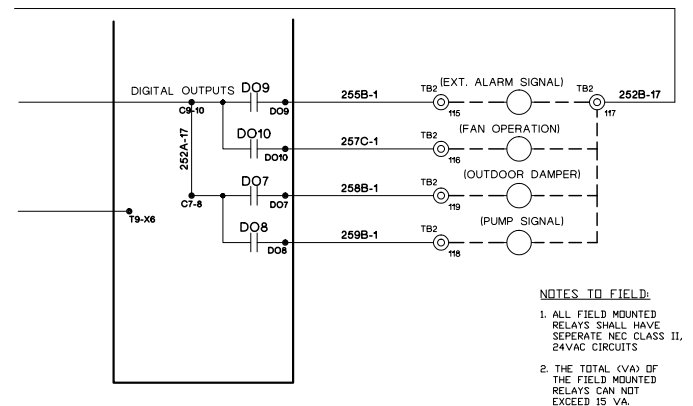 (EXT. ALARM SIGNAL)
DIGITAL OUTPUTS
DO9
255B-1
TB2
TB2
252B-17
C9-10
DO9
115
117
252A-17
DO10
257C-1
TB2
(FAN OPERATION)
DO10
116
DO7
258B-1
TB2
(OUTDOOR DAMPER)
C7-8
DO7
119
T9-X6
DO8
259B-1
TB2
(PUMP SIGNAL)
DO8
118
NOTES TO FIELD:
1. ALL FIELD MOUNTED
RELAYS SHALL HAVE
SEPERATE NEC CLASS II,
24VAC CIRCUITS
2. THE TOTAL (VA) OF
THE FIELD MOUNTED
RELAYS CAN NOT
EXCEED 15 VA.